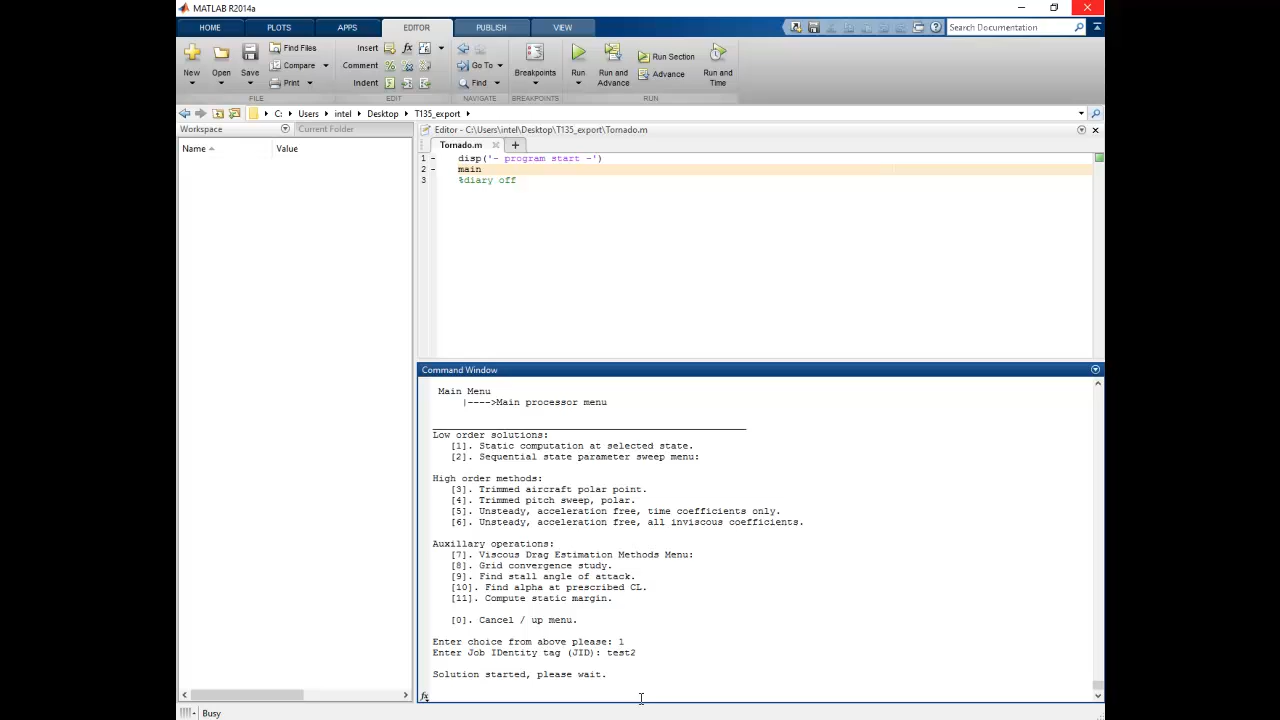 MATLAB R2014a
HOME PLOTS APPS EDITOR PUBLISH VIEW Search Documentation
New Open Save Find Files Compare Print FILE
Insert Comment Indent fx EDIT
Go To Find NAVIGATE
Breakpoints BREAKPOINTS
Run Run and Advance Run Section Advance Run and Time RUN
C: Users intel Desktop T135_export
Workspace Current Folder
Name Value
Editor - C:\Users\intel\Desktop\T135_export\Tornado.m
Tornado.m +
1 - disp('- program start -')
2 - main
3 %diary off
Command Window
Main Menu
|---->Main processor menu
Low order solutions:
[1]. Static computation at selected state.
[2]. Sequential state parameter sweep menu:
High order methods:
[3]. Trimmed aircraft polar point.
[4]. Trimmed pitch sweep, polar.
[5]. Unsteady, acceleration free, time coefficients only.
[6]. Unsteady, acceleration free, all inviscous coefficients.
Auxillary operations:
[7]. Viscous Drag Estimation Methods Menu:
[8]. Grid convergence study.
[9]. Find stall angle of attack.
[10]. Find alpha at prescribed CL.
[11]. Compute static margin.
[0]. Cancel / up menu.
Enter choice from above please: 1
Enter Job IDentity tag (JID): test2
Solution started, please wait.
fx
Busy